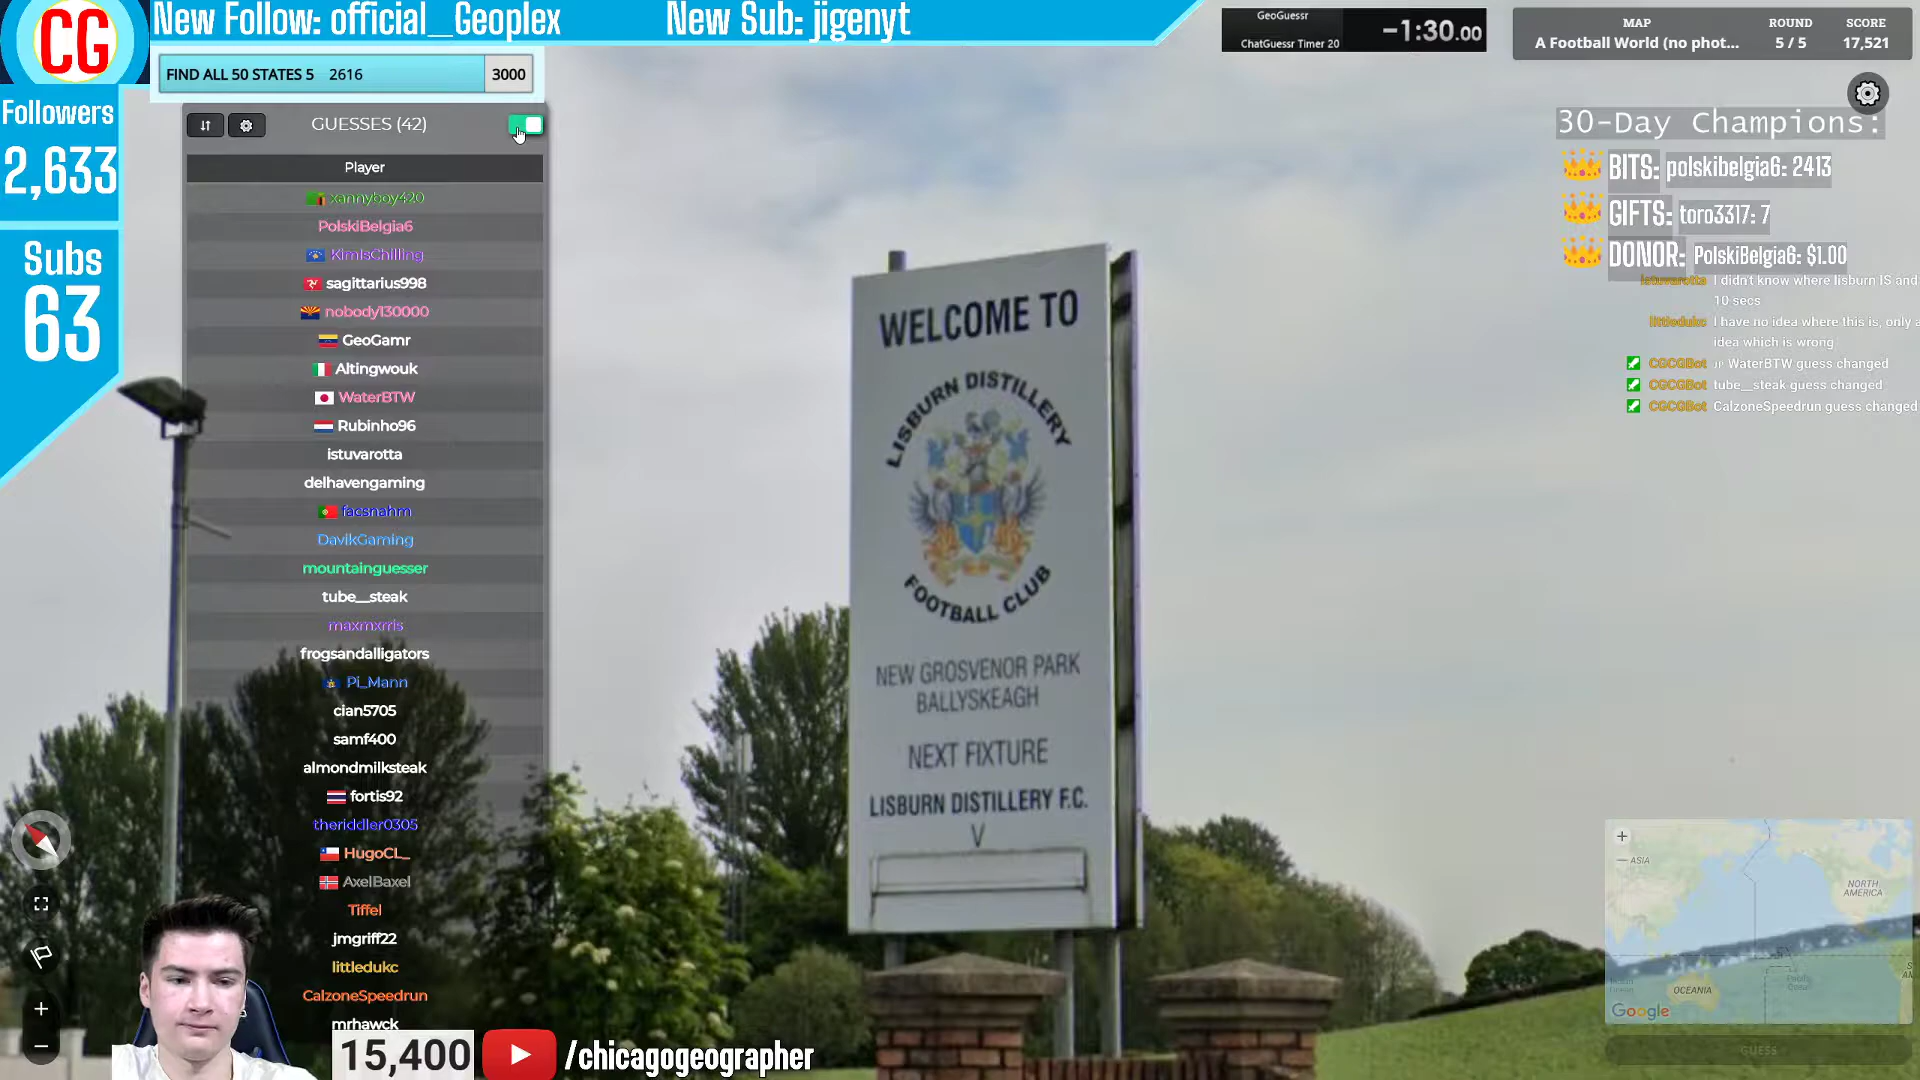 New Follow: official_Geoplex
New Sub: jigenyt
CG
FIND ALL 50 STATES 5 2616
3000
Followers
2,633
Subs
63
GUESSES (42)
Player
xannyboy420
PolskiBelgia6
KimIsChilling
sagittarius998
nobody130000
GeoGamr
Altingwouk
WaterBTW
Rubinho96
istuvarotta
delhavengaming
facsnahm
DavikGaming
mountainguesser
tube__steak
maxmxrris
frogsandalligators
Pi_Mann
cian5705
samf400
almondmilksteak
fortis92
theriddler0305
HugoCL_
AxelBaxel
Tiffel
jmgriff22
littledukc
CalzoneSpeedrun
mrhawck
15,400
/chicagogeographer
WELCOME TO
LISBURN DISTILLERY
FOOTBALL CLUB
NEW GROSVENOR PARK
BALLYSKEAGH
NEXT FIXTURE
LISBURN DISTILLERY F.C.
V
GeoGuessr
ChatGuessr Timer 20
-1:30.00
MAP
A Football World (no phot...
ROUND
5 / 5
SCORE
17,521
30-Day Champions:
BITS: polskibelgia6: 2413
GIFTS: toro3317: 7
DONOR: PolskiBelgia6: $1.00
istuvarotta I didn't know where lisburn IS and
10 secs
littledukc I have no idea where this is, only a
idea which is wrong
CGCGBot WaterBTW guess changed
CGCGBot tube__steak guess changed
CGCGBot CalzoneSpeedrun guess changed
ASIA
NORTH
AMERICA
OCEANIA
Google
GUESS